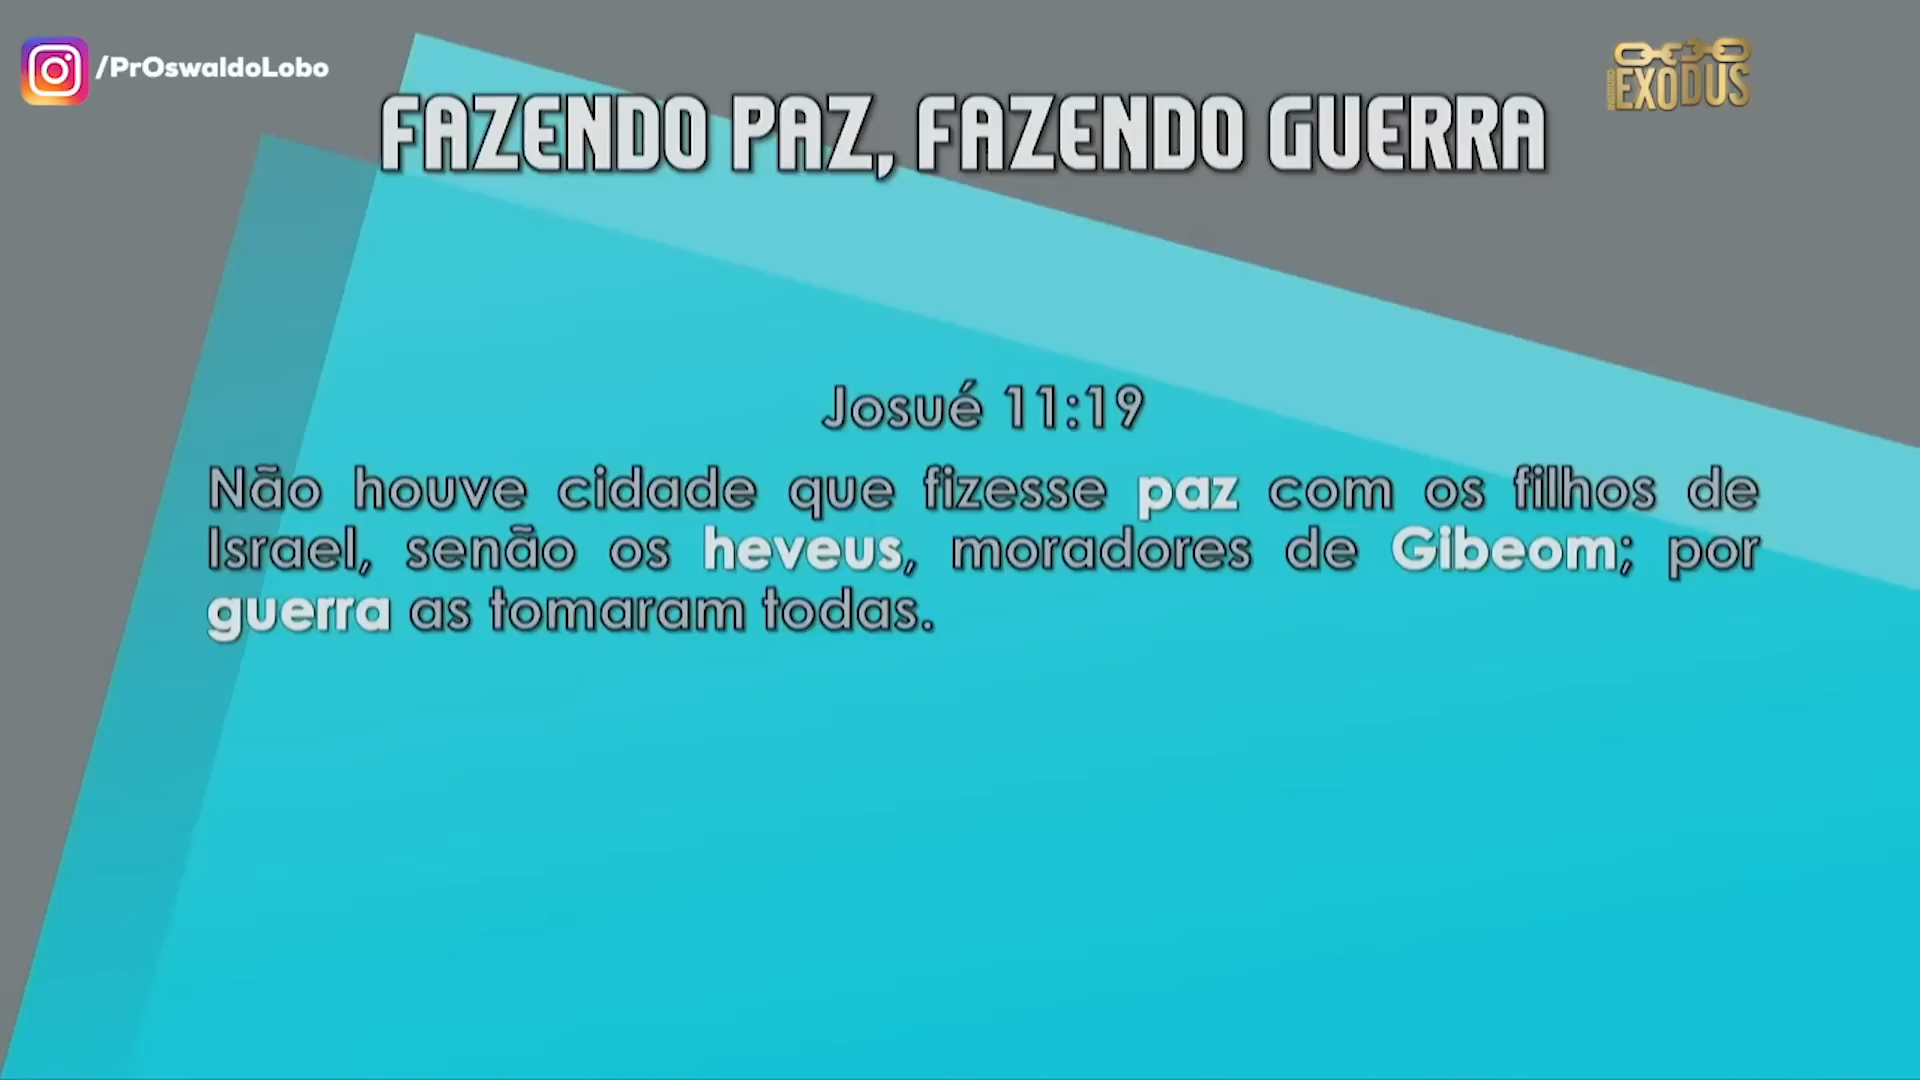 /PrOswaldoLobo
EXODUS
FAZENDO PAZ, FAZENDO GUERRA
Josué 11:19
Não houve cidade que fizesse paz com os filhos de
Israel, senão os heveus, moradores de Gibeom; por
guerra as tomaram todas.